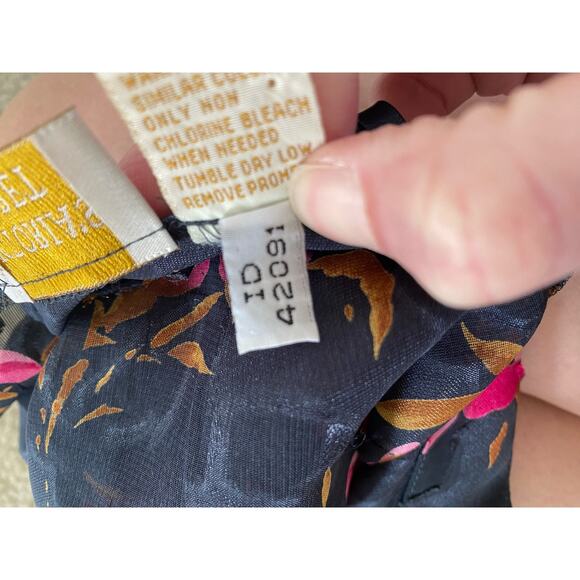 SIMILAR COL
ONLY NON
CHLORINE BLEACH
WHEN NEEDED
TUMBLE DRY LOW
REMOVE PROM
ID
42091